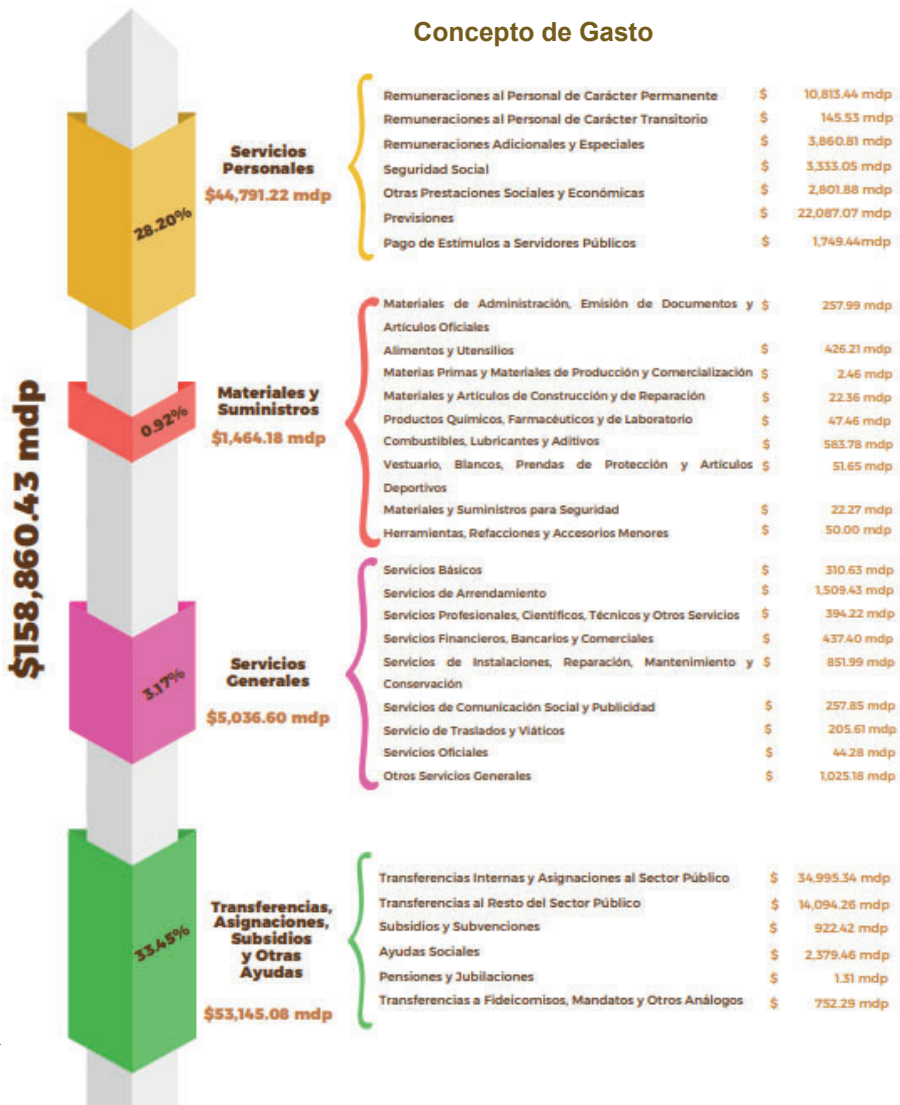 Concepto de Gasto
$158,860.43 mdp
28.20%
Servicios
Personales
$44,791.22 mdp
Remuneraciones al Personal de Carácter Permanente $ 10,813.44 mdp
Remuneraciones al Personal de Carácter Transitorio $ 145.53 mdp
Remuneraciones Adicionales y Especiales $ 3,860.81 mdp
Seguridad Social $ 3,333.05 mdp
Otras Prestaciones Sociales y Económicas $ 2,801.88 mdp
Previsiones $ 22,087.07 mdp
Pago de Estímulos a Servidores Públicos $ 1,749.44mdp
0.92%
Materiales y
Suministros
$1,464.18 mdp
Materiales de Administración, Emisión de Documentos y $ 257.99 mdp
Artículos Oficiales
Alimentos y Utensilios $ 426.21 mdp
Materias Primas y Materiales de Producción y Comercialización $ 2.46 mdp
Materiales y Artículos de Construcción y de Reparación $ 22.36 mdp
Productos Químicos, Farmacéuticos y de Laboratorio $ 47.46 mdp
Combustibles, Lubricantes y Aditivos $ 583.78 mdp
Vestuario, Blancos, Prendas de Protección y Artículos $ 51.65 mdp
Deportivos
Materiales y Suministros para Seguridad $ 22.27 mdp
Herramientas, Refacciones y Accesorios Menores $ 50.00 mdp
3.17%
Servicios
Generales
$5,036.60 mdp
Servicios Básicos $ 310.63 mdp
Servicios de Arrendamiento $ 1,509.43 mdp
Servicios Profesionales, Científicos, Técnicos y Otros Servicios $ 394.22 mdp
Servicios Financieros, Bancarios y Comerciales $ 437.40 mdp
Servicios de Instalaciones, Reparación, Mantenimiento y $ 851.99 mdp
Conservación
Servicios de Comunicación Social y Publicidad $ 257.85 mdp
Servicio de Traslados y Viáticos $ 205.61 mdp
Servicios Oficiales $ 44.28 mdp
Otros Servicios Generales $ 1,025.18 mdp
33.45%
Transferencias,
Asignaciones,
Subsidios
y Otras
Ayudas
$53,145.08 mdp
Transferencias Internas y Asignaciones al Sector Público $ 34,995.34 mdp
Transferencias al Resto del Sector Público $ 14,094.26 mdp
Subsidios y Subvenciones $ 922.42 mdp
Ayudas Sociales $ 2,379.46 mdp
Pensiones y Jubilaciones $ 1.31 mdp
Transferencias a Fideicomisos, Mandatos y Otros Análogos $ 752.29 mdp